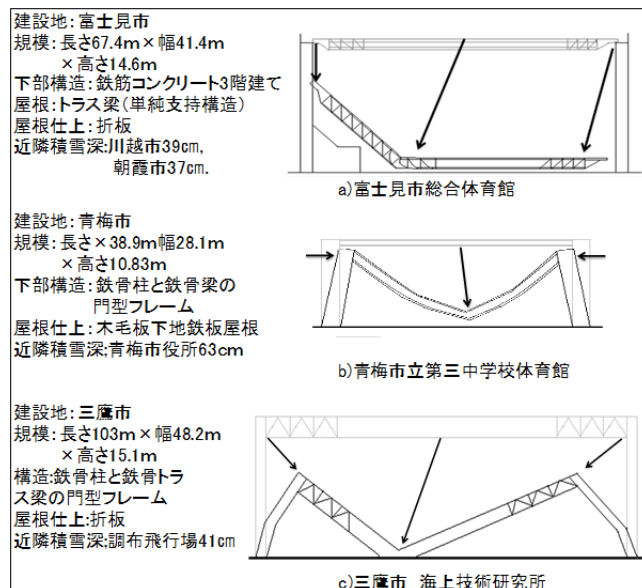 建設地：富士見市
規模：長さ67.4m×幅41.4m
×高さ14.6m
下部構造：鉄筋コンクリート3階建て
屋根：トラス梁（単純支持構造）
屋根仕上：折板
近隣積雪深：川越市39cm,
朝霞市37cm.
a)富士見市総合体育館
建設地：青梅市
規模：長さ×38.9m幅28.1m
×高さ10.83m
下部構造：鉄骨柱と鉄骨梁の
門型フレーム
屋根仕上：木毛板下地鉄板屋根
近隣積雪深;青梅市役所63cm
b)青梅市立第三中学校体育館
建設地：三鷹市
規模：長さ103m×幅48.2m
×高さ15.1m
構造:鉄骨柱と鉄骨トラ
ス梁の門型フレーム
屋根仕上:折板
近隣積雪深;調布飛行場41cm
c)三鷹市 海上技術研究所